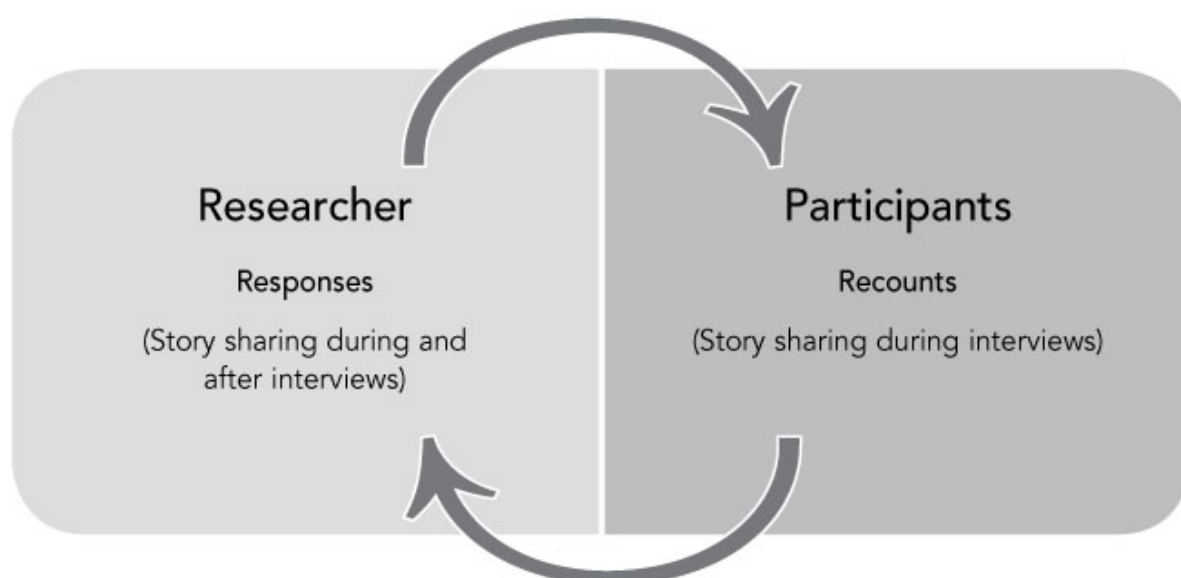 Researcher
Responses
(Story sharing during and
after interviews)
Participants
Recounts
(Story sharing during interviews)